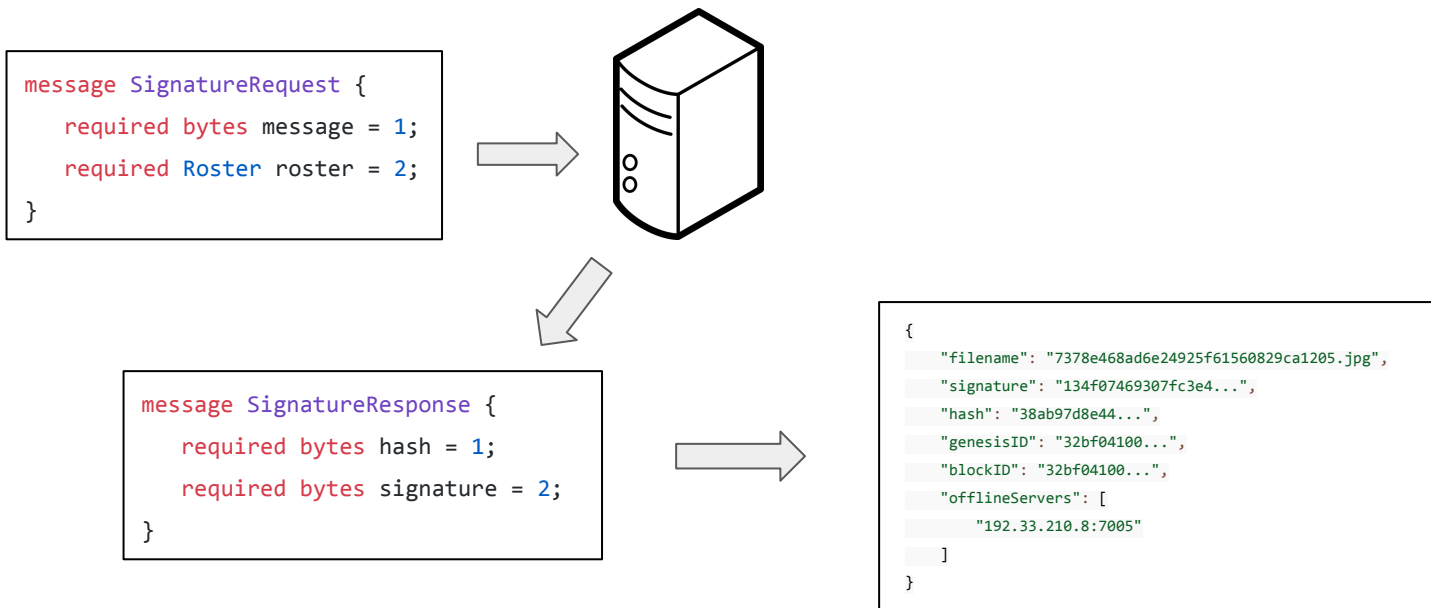 message SignatureRequest {
required bytes message = 1;
required Roster roster = 2;
}
message SignatureResponse {
required bytes hash = 1;
required bytes signature = 2;
}
{
"filename": "7378e468ad6e24925f61560829ca1205.jpg",
"signature": "134f07469307fc3e4...",
"hash": "38ab97d8e44...",
"genesisID": "32bf04100...",
"blockID": "32bf04100...",
"offlineServers": [
"192.33.210.8:7005"
]
}